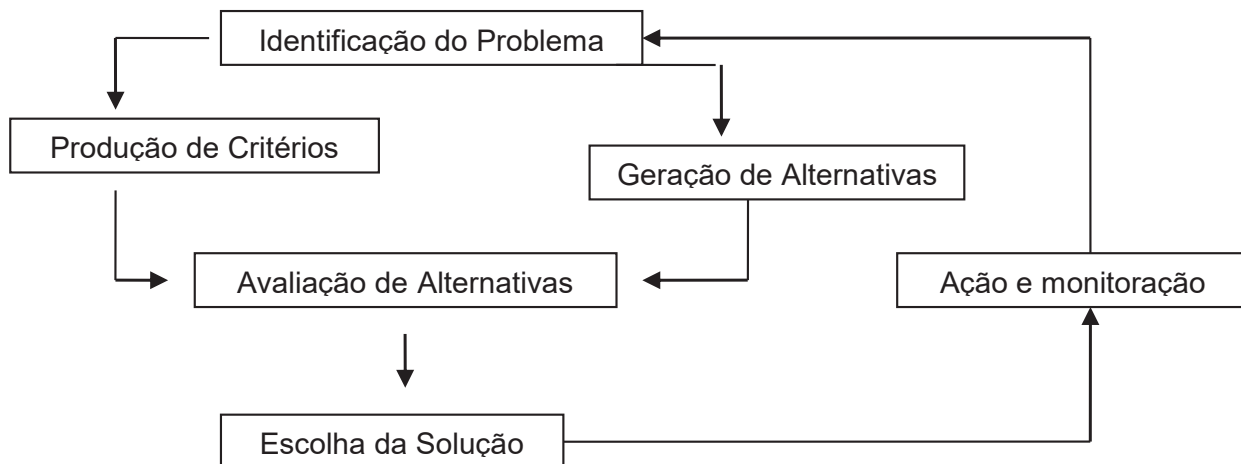 Identificação do Problema
Produção de Critérios
Geração de Alternativas
Avaliação de Alternativas
Ação e monitoração
Escolha da Solução